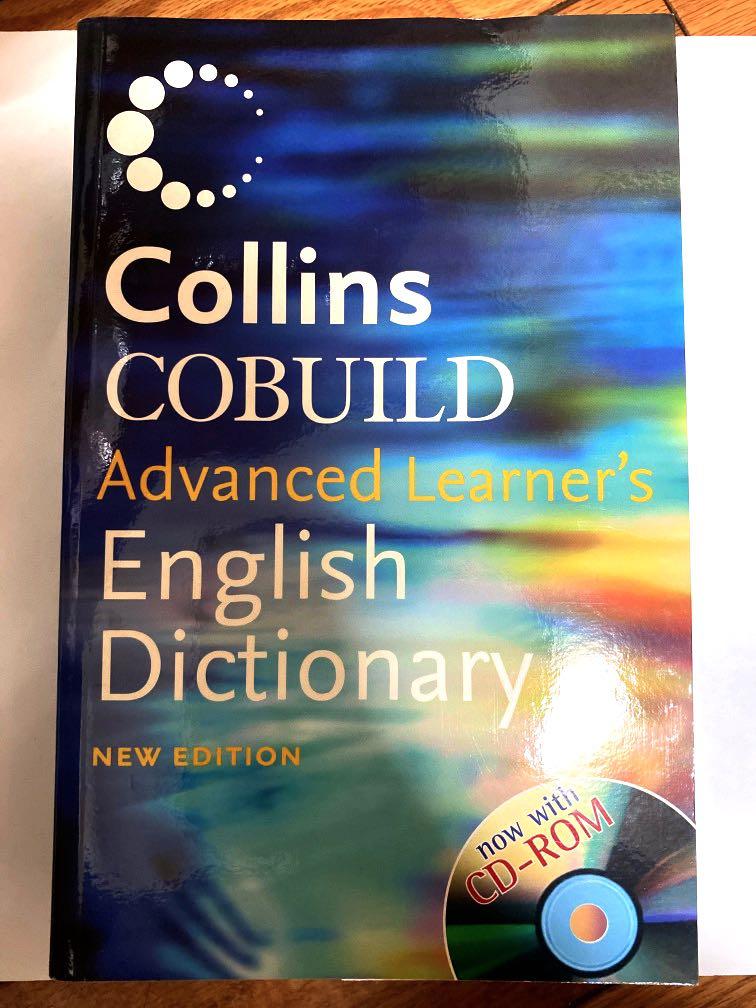 Collins
COBUILD
Advanced Learner's
English
Dictionary
NEW EDITION
now with
CD-ROM